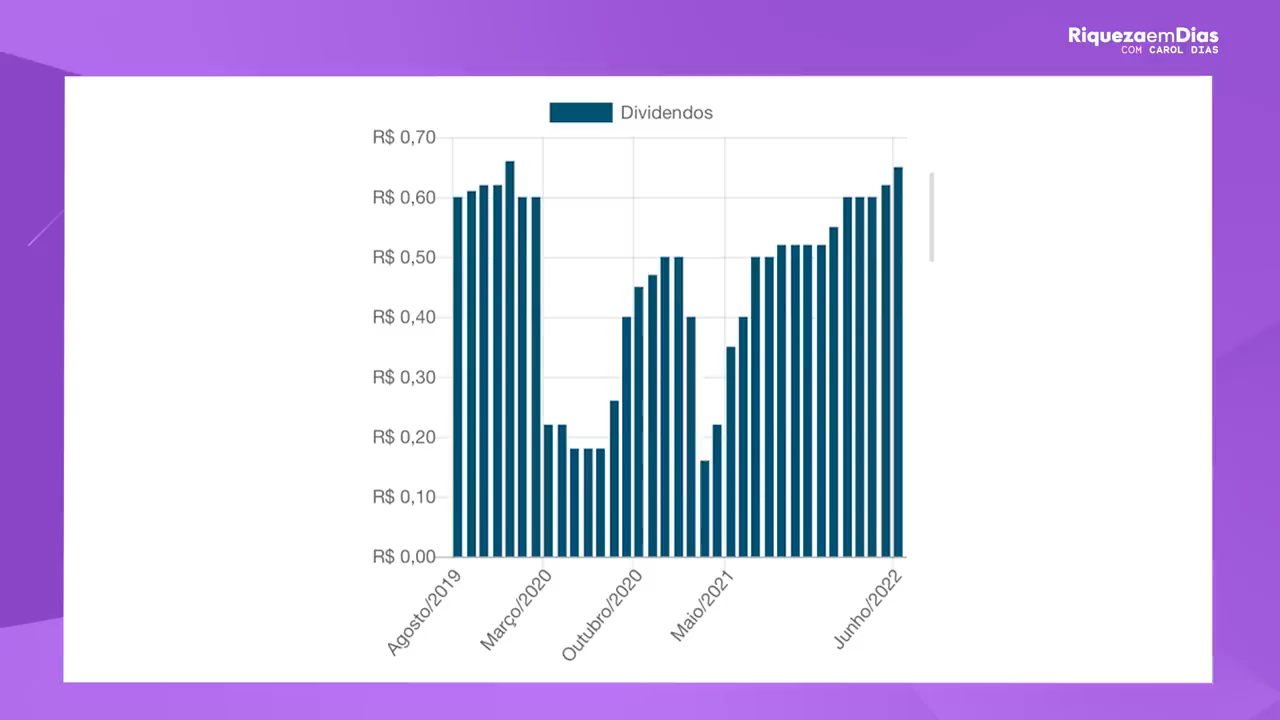 RiquezaemDias
COM CAROL DIAS
Dividendos
R$ 0,70
R$ 0,60
R$ 0,50
R$ 0,40
R$ 0,30
R$ 0,20
R$ 0,10
R$ 0,00
Agosto/2019
Março/2020
Outubro/2020
Maio/2021
Junho/2022